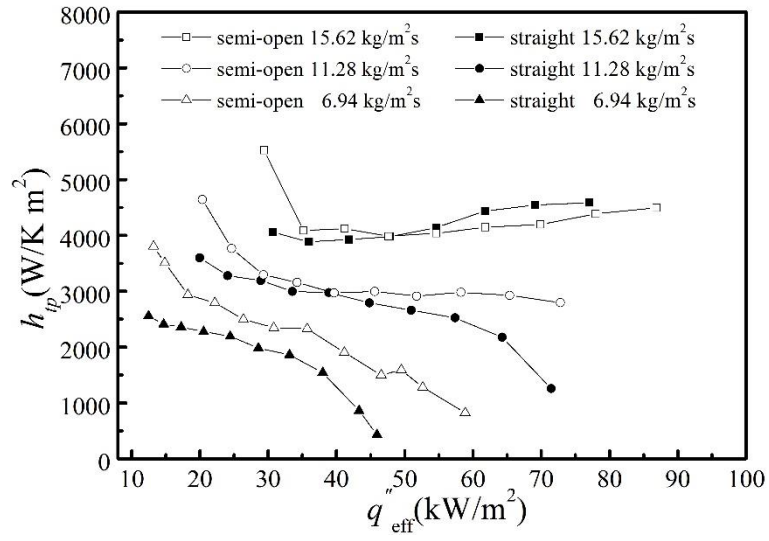 8000
7000
6000
5000
4000
3000
2000
1000
0
h_tp (W/K m²)
semi-open 15.62 kg/m²s
semi-open 11.28 kg/m²s
semi-open 6.94 kg/m²s
straight 15.62 kg/m²s
straight 11.28 kg/m²s
straight 6.94 kg/m²s
10 20 30 40 50 60 70 80 90 100
q″eff(kW/m²)